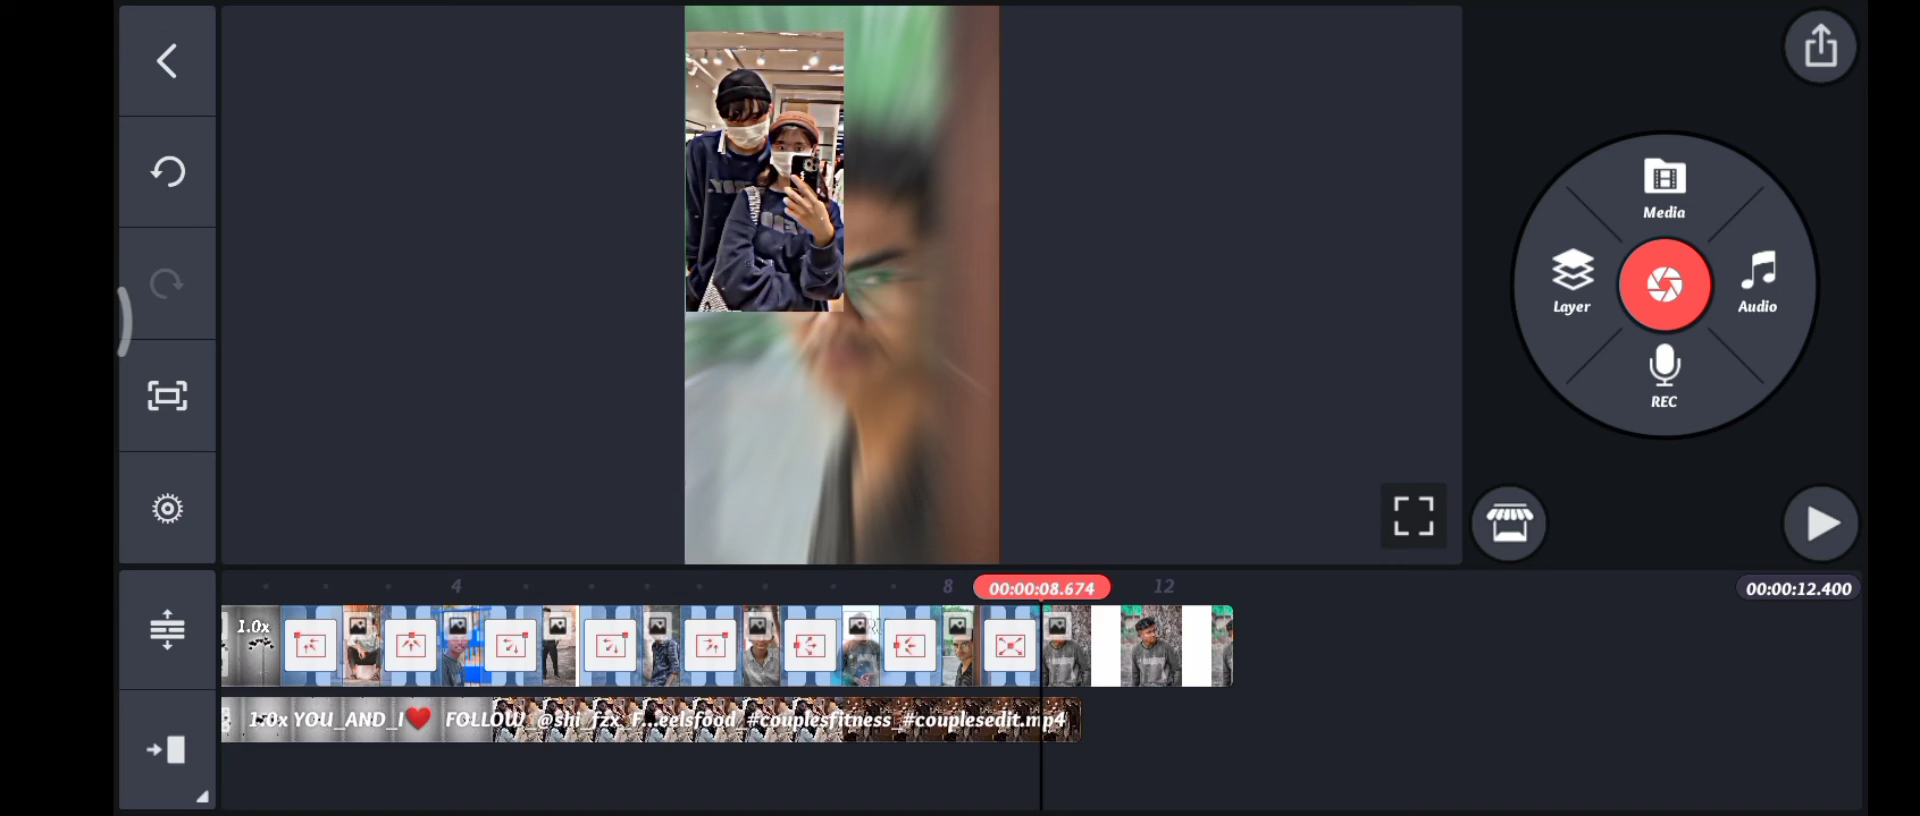 Media
Layer
Audio
REC
4
8
00:00:08.674
12
00:00:12.400
1.0x
1.0x YOU_AND_I❤️ FOLLOW_@shi_fzx_F...eelsfood_#couplesfitness_#couplesedit.mp4